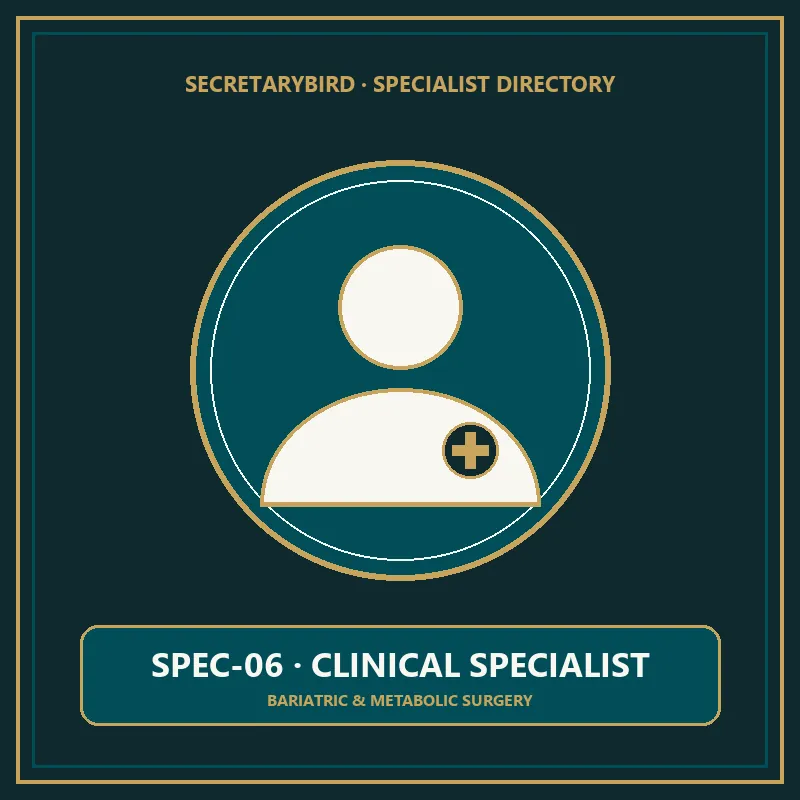 SECRETARYBIRD · SPECIALIST DIRECTORY
SPEC-06 · CLINICAL SPECIALIST
BARIATRIC & METABOLIC SURGERY